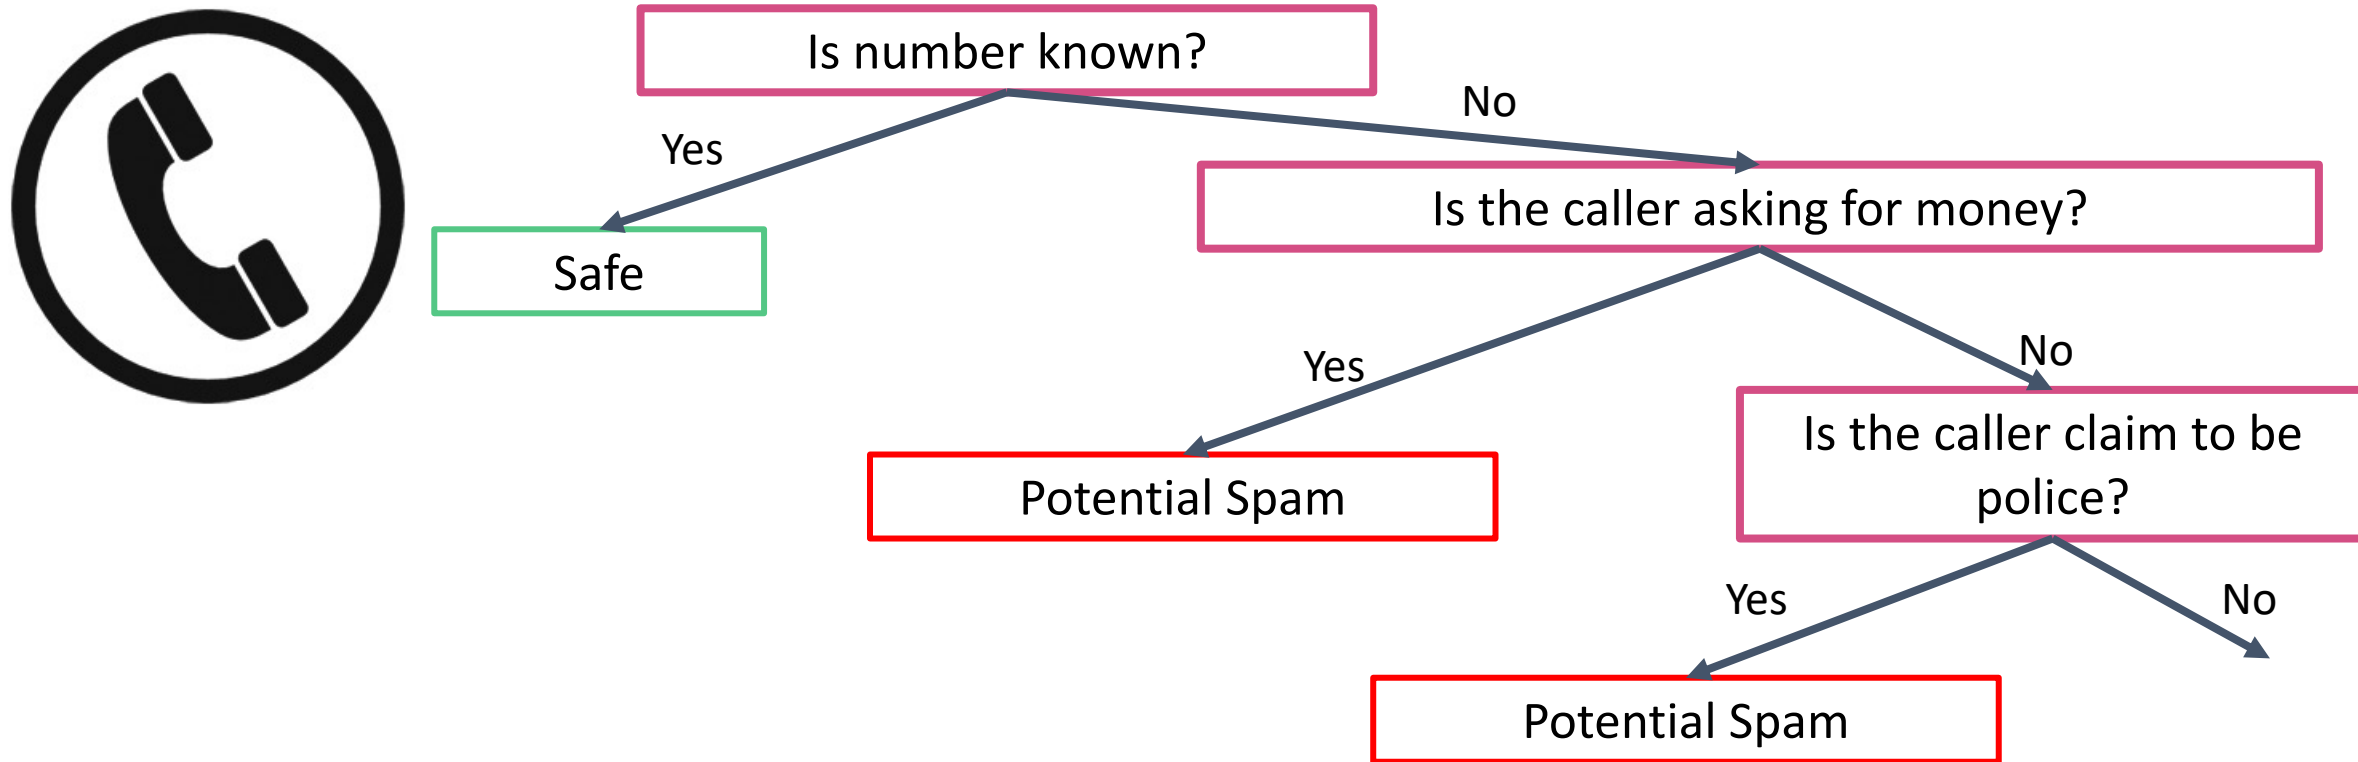 Is number known?
No
Yes
Is the caller asking for money?
Safe
Yes
No
Is the caller claim to be
police?
Potential Spam
Yes
No
Potential Spam